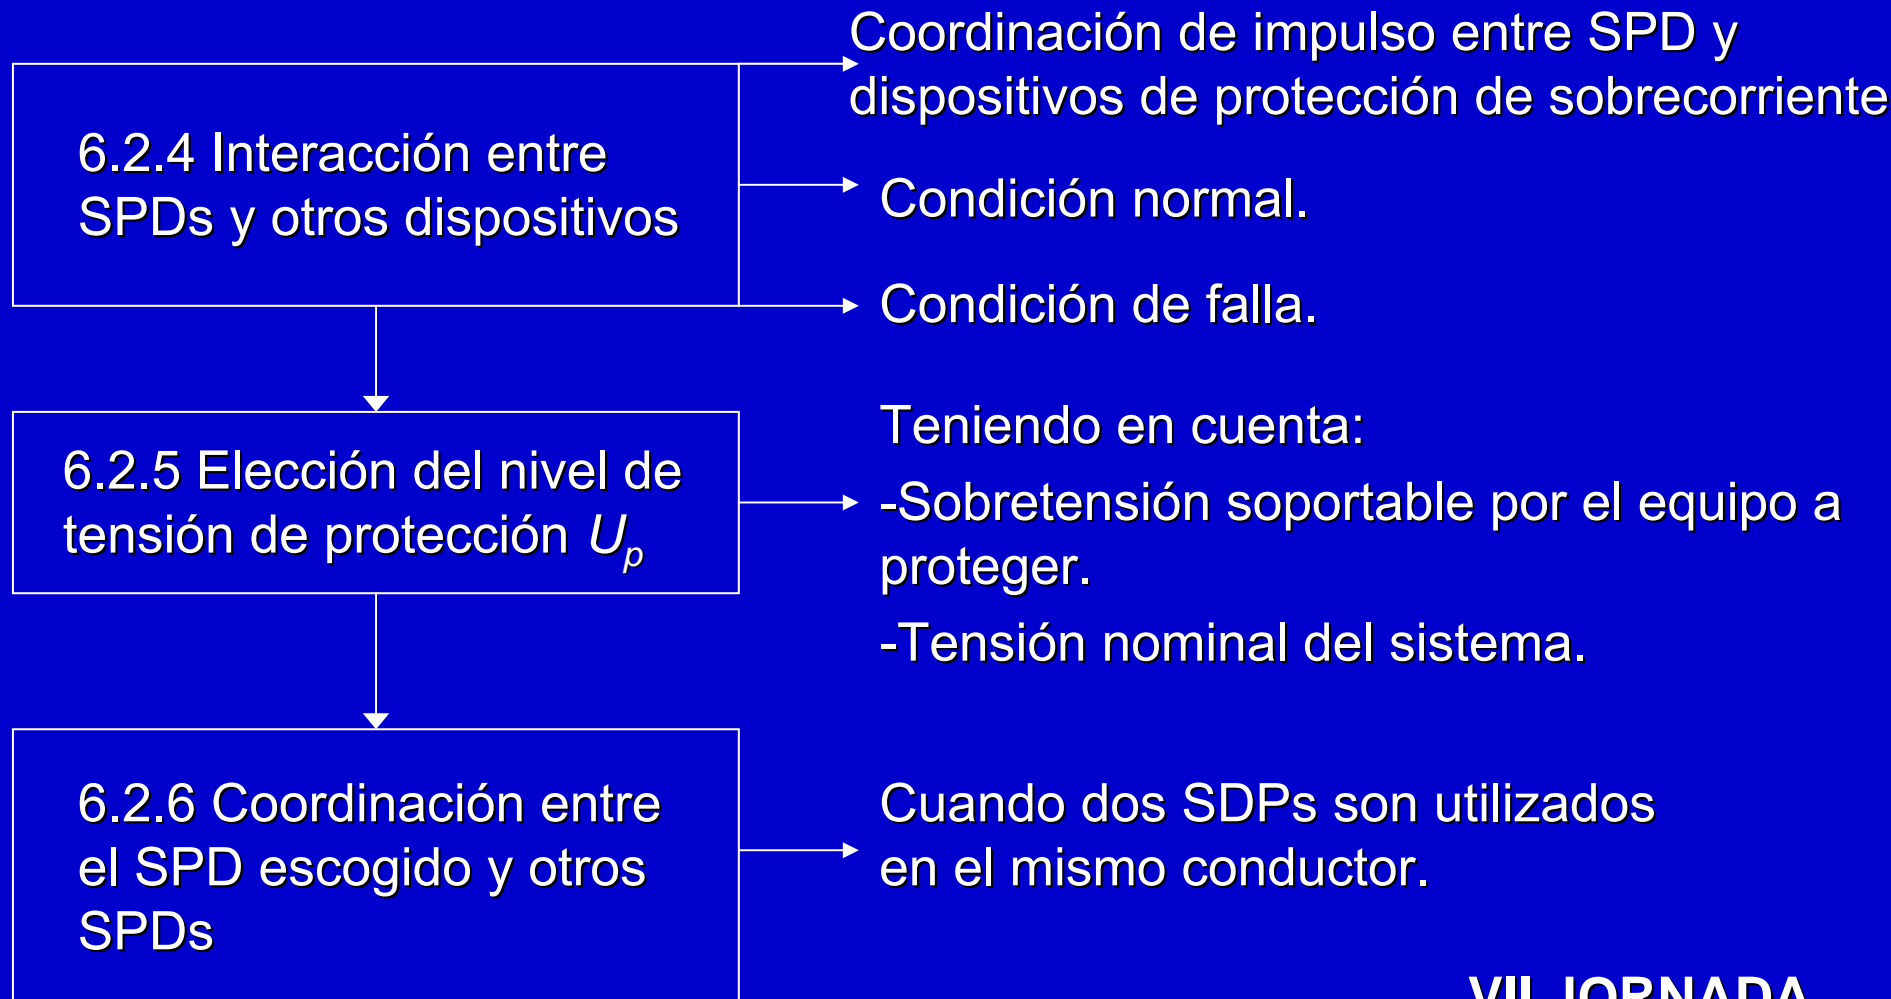 Coordinación de impulso entre SPD y
dispositivos de protección de sobrecorriente
6.2.4 Interacción entre
SPDs y otros dispositivos
Condición normal.
Condición de falla.
6.2.5 Elección del nivel de
tensión de protección Up
Teniendo en cuenta:
-Sobretensión soportable por el equipo a
proteger.
-Tensión nominal del sistema.
6.2.6 Coordinación entre
el SPD escogido y otros
SPDs
Cuando dos SDPs son utilizados
en el mismo conductor.
VII JORNADA